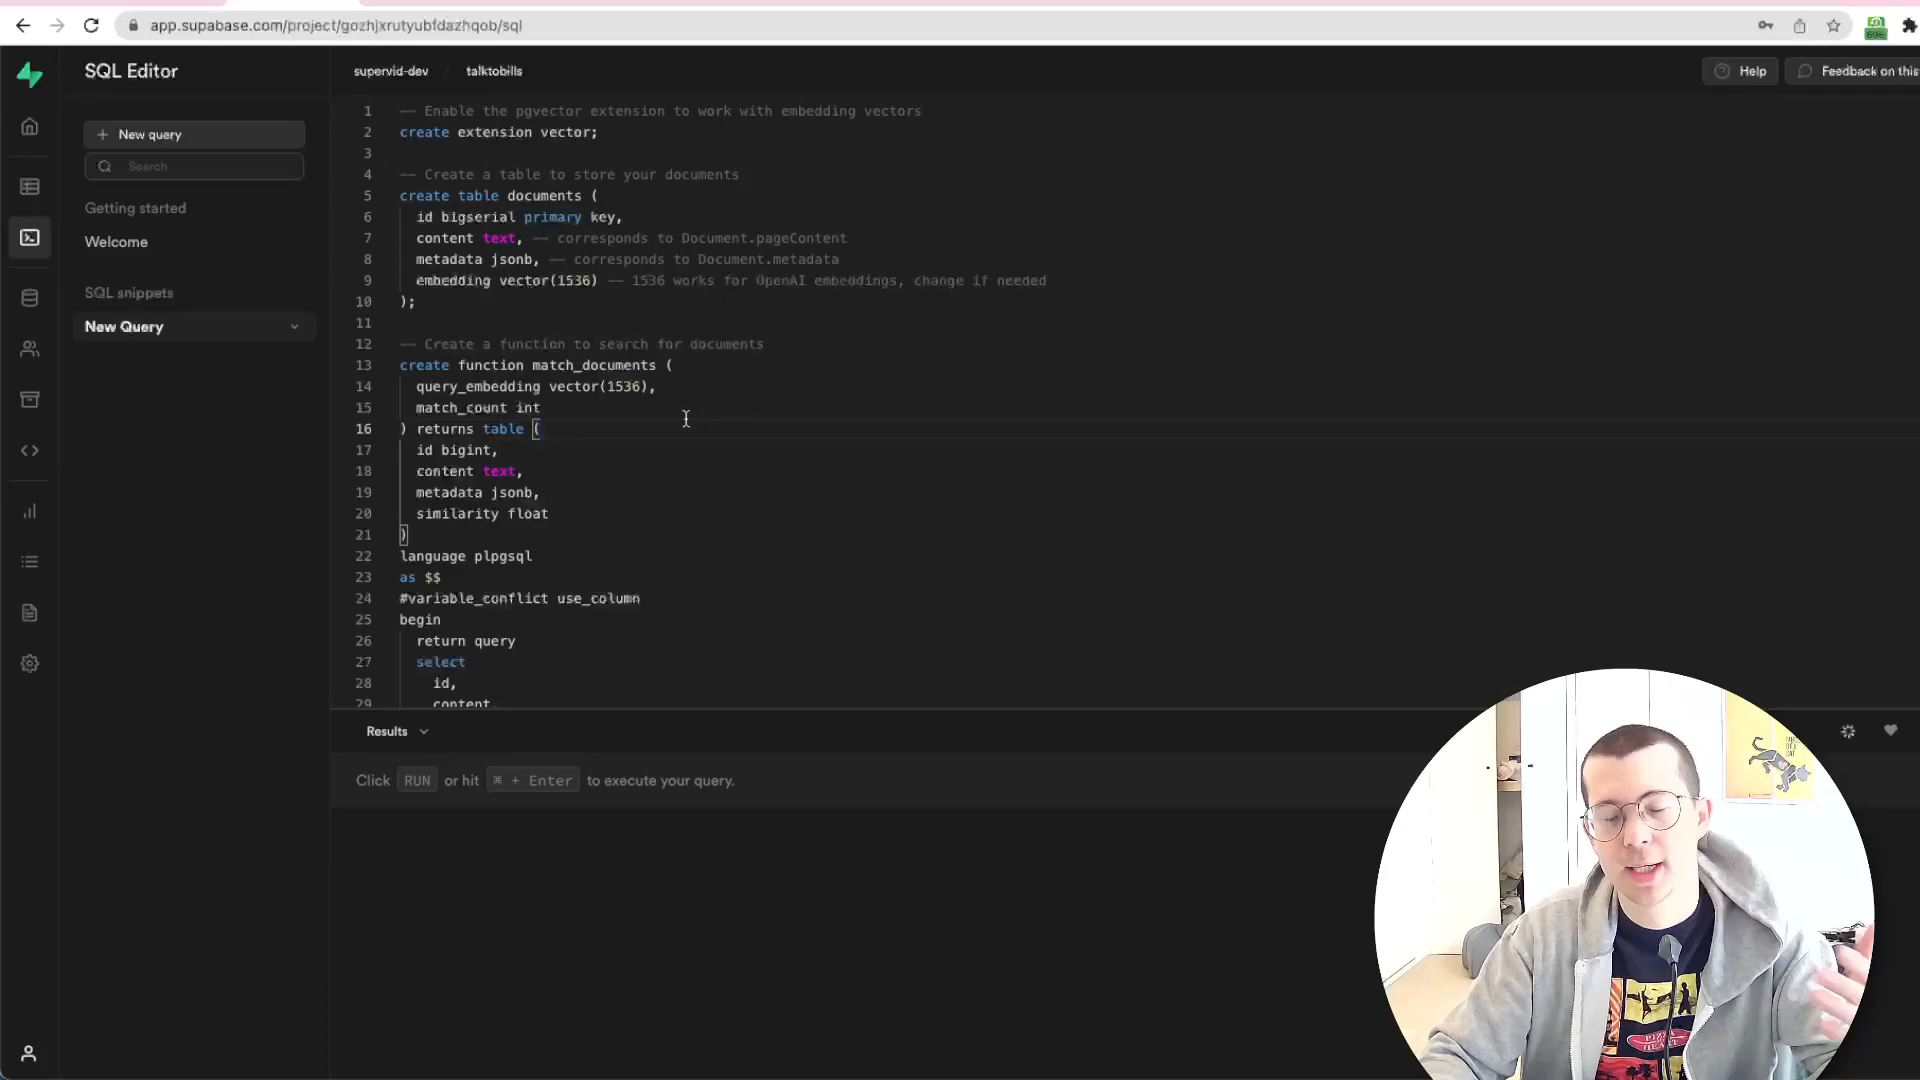 app.supabase.com/project/gozhjxrutyubfdazhqob/sql
SQL Editor
supervid-dev / talktobills
Help
Feedback on this
New query
Search
Getting started
Welcome
SQL snippets
New Query
1 -- Enable the pgvector extension to work with embedding vectors
2 create extension vector;
3
4 -- Create a table to store your documents
5 create table documents (
6 id bigserial primary key,
7 content text, -- corresponds to Document.pageContent
8 metadata jsonb, -- corresponds to Document.metadata
9 embedding vector(1536) -- 1536 works for OpenAI embeddings, change if needed
10 );
11
12 -- Create a function to search for documents
13 create function match_documents (
14 query_embedding vector(1536),
15 match_count int
16 ) returns table (
17 id bigint,
18 content text,
19 metadata jsonb,
20 similarity float
21 )
22 language plpgsql
23 as $$
24 #variable_conflict use_column
25 begin
26 return query
27 select
28 id,
29 content,
Results
Click RUN or hit ⌘ + Enter to execute your query.
PIZZA
HEART